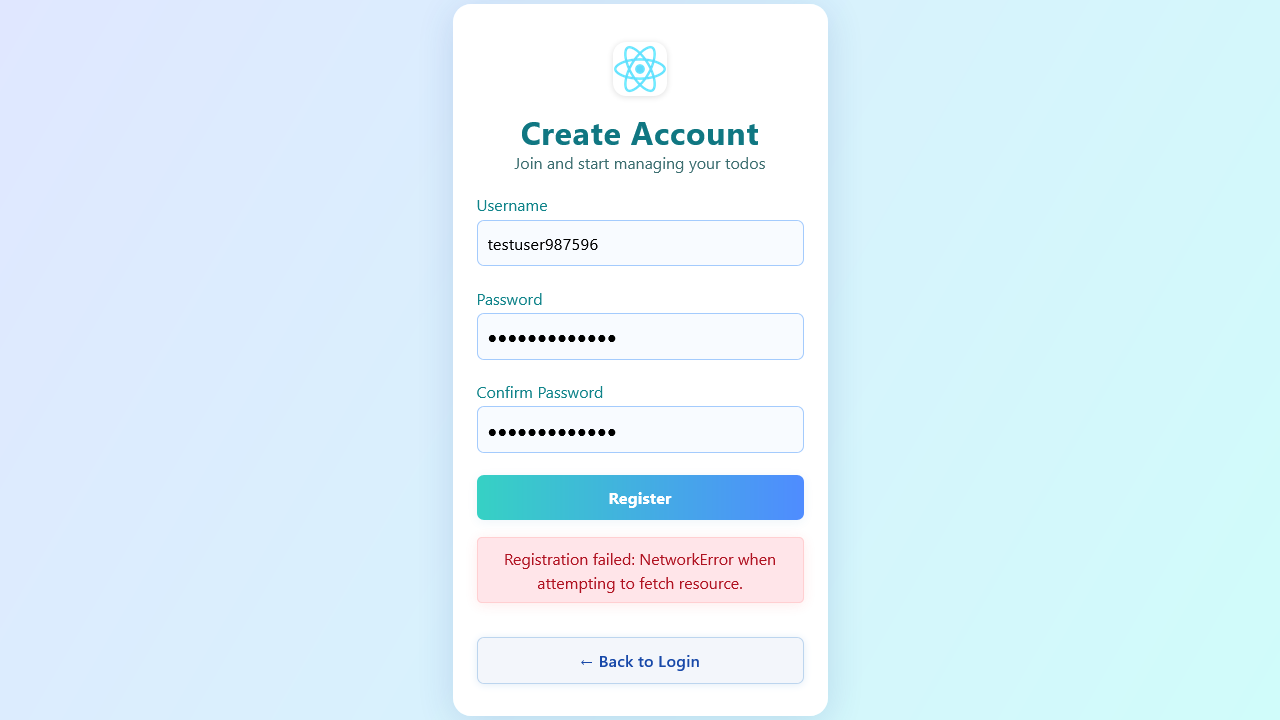 Create Account
Join and start managing your todos
Username
testuser987596
Password
●●●●●●●●●●●●●
Confirm Password
●●●●●●●●●●●●●
Register
Registration failed: NetworkError when
attempting to fetch resource.
← Back to Login